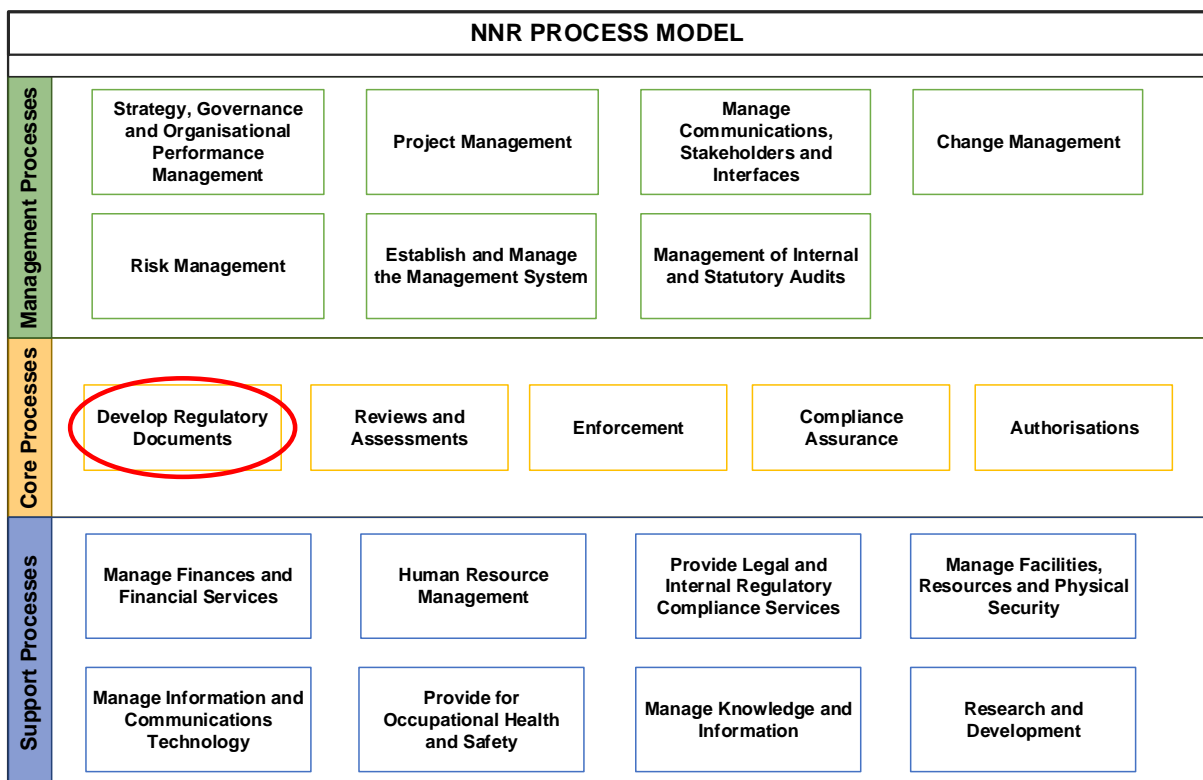 NNR PROCESS MODEL
Management Processes
Strategy, Governance
and Organisational
Performance
Management
Project Management
Manage
Communications,
Stakeholders and
Interfaces
Change Management
Risk Management
Establish and Manage
the Management System
Management of Internal
and Statutory Audits
Core Processes
Develop Regulatory
Documents
Reviews and
Assessments
Enforcement
Compliance
Assurance
Authorisations
Support Processes
Manage Finances and
Financial Services
Human Resource
Management
Provide Legal and
Internal Regulatory
Compliance Services
Manage Facilities,
Resources and Physical
Security
Manage Information and
Communications
Technology
Provide for
Occupational Health
and Safety
Manage Knowledge and
Information
Research and
Development